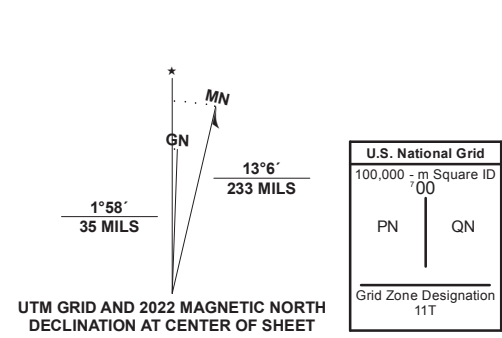 ★
MN
GN
13°6´
233 MILS
1°58´
35 MILS
UTM GRID AND 2022 MAGNETIC NORTH
DECLINATION AT CENTER OF SHEET
U.S. National Grid
100,000 - m Square ID
⁷00
PN QN
Grid Zone Designation
11T